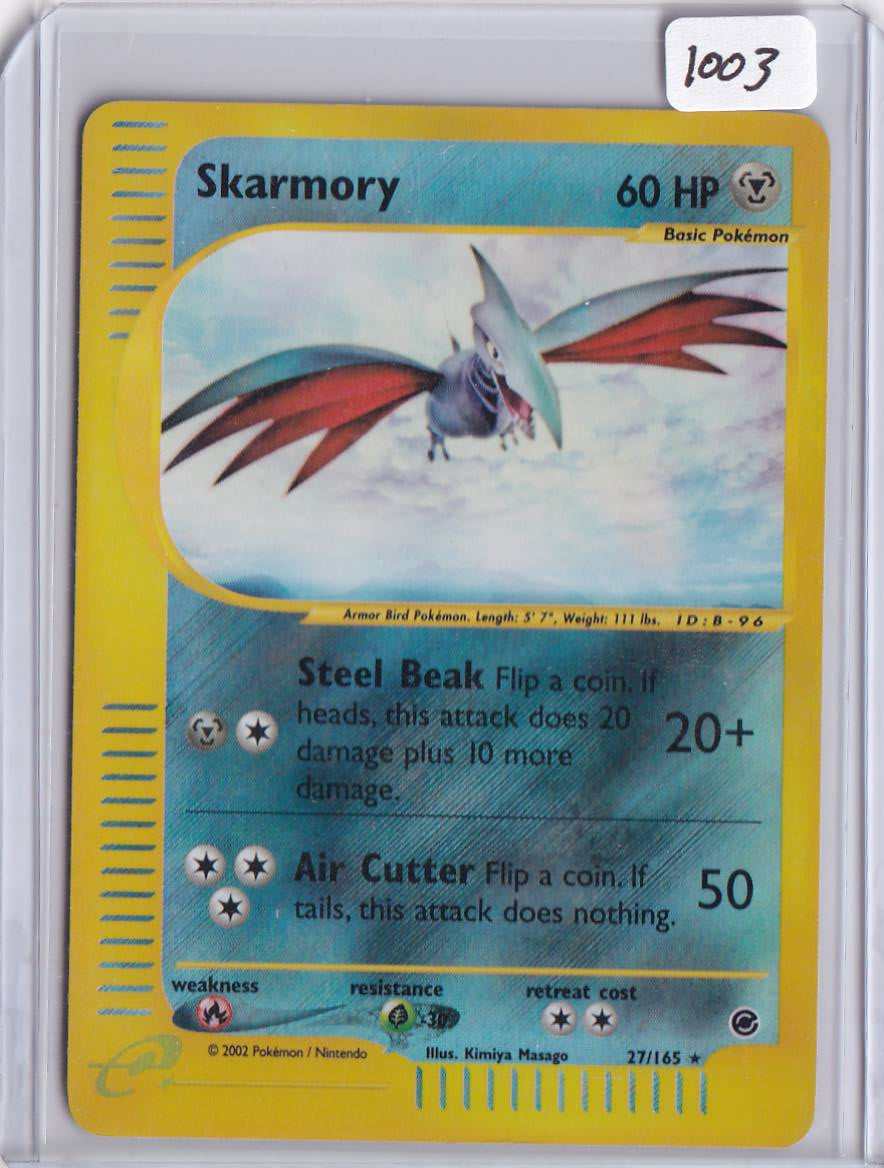 1003
Skarmory 60 HP
Basic Pokémon
Armor Bird Pokémon. Length: 5' 7", Weight: 111 lbs. ID:B-96
Steel Beak Flip a coin. If
heads, this attack does 20
damage plus 10 more
damage.
20+
Air Cutter Flip a coin. If
tails, this attack does nothing.
50
weakness resistance retreat cost
-30
© 2002 Pokémon / Nintendo Illus. Kimiya Masago 27/165 ★
e